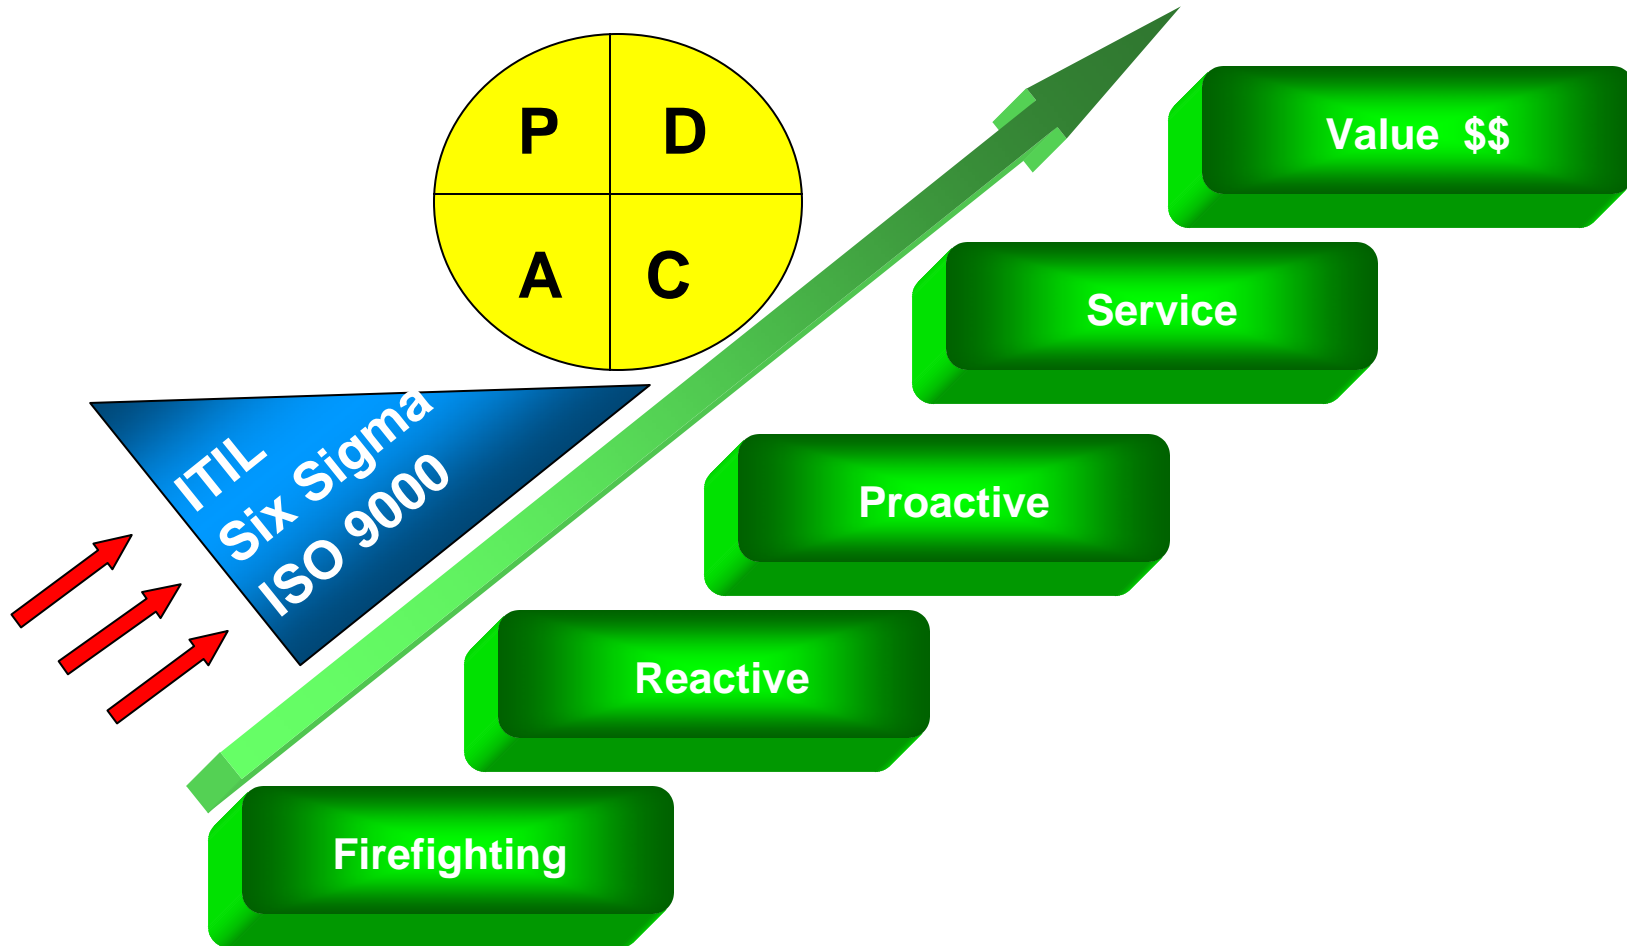 P D
A C
Value $$
Service
ITIL
Six Sigma
ISO 9000
Proactive
Reactive
Firefighting